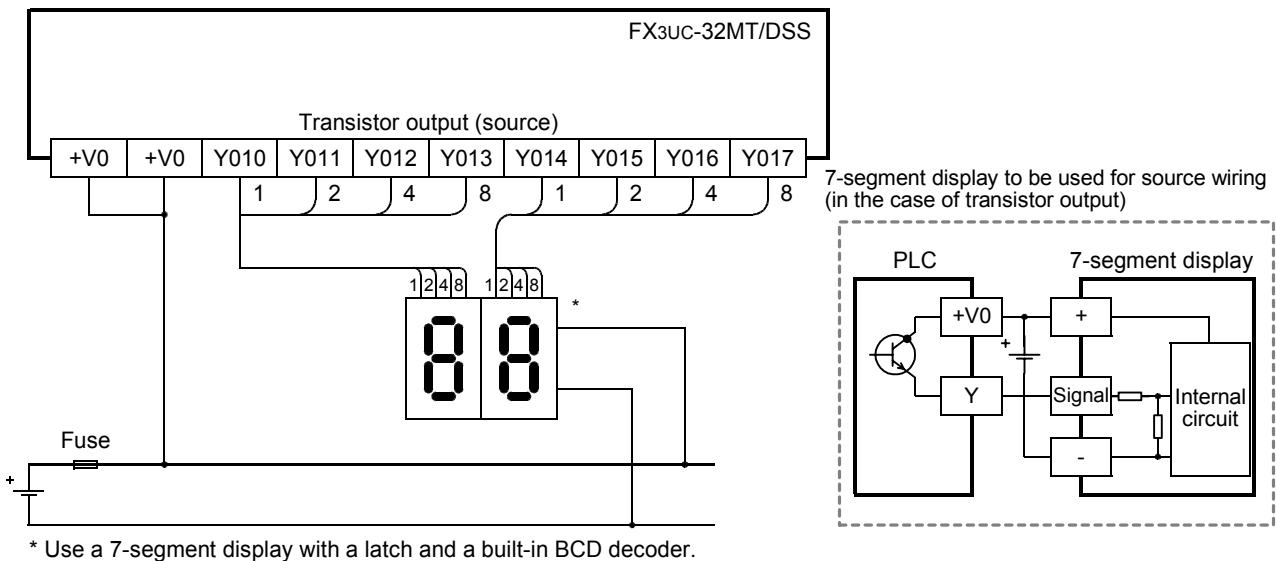 FX3UC-32MT/DSS
Transistor output (source)
+V0 +V0 Y010 Y011 Y012 Y013 Y014 Y015 Y016 Y017
1 2 4 8 1 2 4 8
1 2 4 8 1 2 4 8
*
Fuse
+
* Use a 7-segment display with a latch and a built-in BCD decoder.
7-segment display to be used for source wiring
(in the case of transistor output)
PLC 7-segment display
+V0 +
+
Y Signal Internal
circuit
-